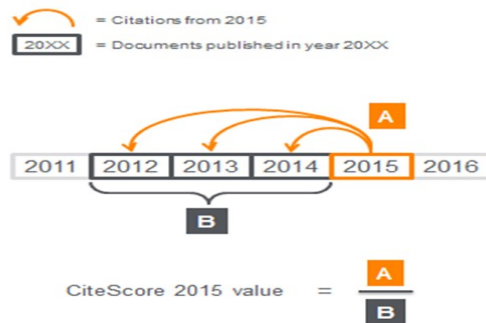 = Citations from 2015
20XX = Documents published in year 20XX
A
2011 2012 2013 2014 2015 2016
B
CiteScore 2015 value = A
B